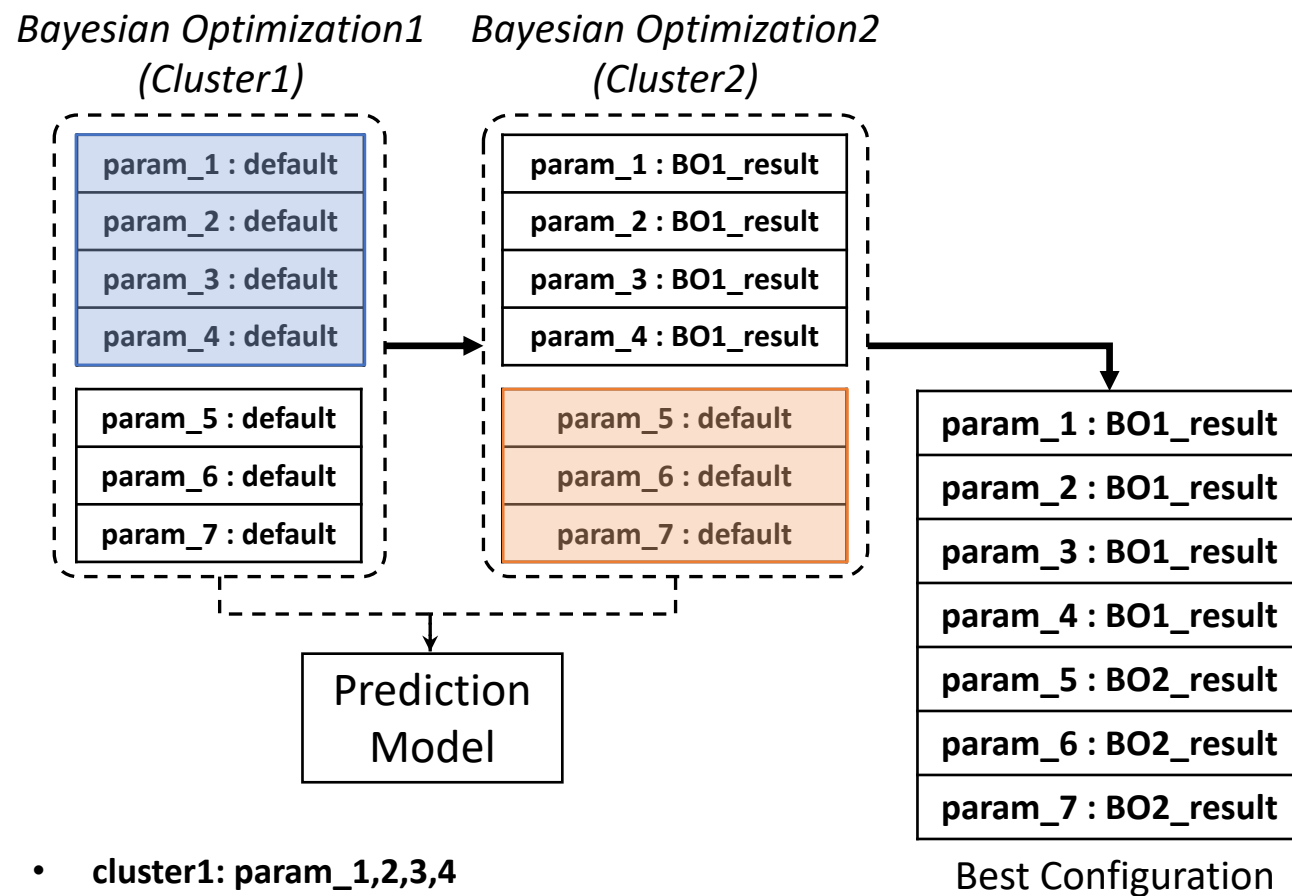 Bayesian Optimization1
(Cluster1)
Bayesian Optimization2
(Cluster2)
param_1 : default
param_2 : default
param_3 : default
param_4 : default
param_5 : default
param_6 : default
param_7 : default
param_1 : BO1_result
param_2 : BO1_result
param_3 : BO1_result
param_4 : BO1_result
param_5 : default
param_6 : default
param_7 : default
Prediction
Model
param_1 : BO1_result
param_2 : BO1_result
param_3 : BO1_result
param_4 : BO1_result
param_5 : BO2_result
param_6 : BO2_result
param_7 : BO2_result
Best Configuration
• cluster1: param_1,2,3,4